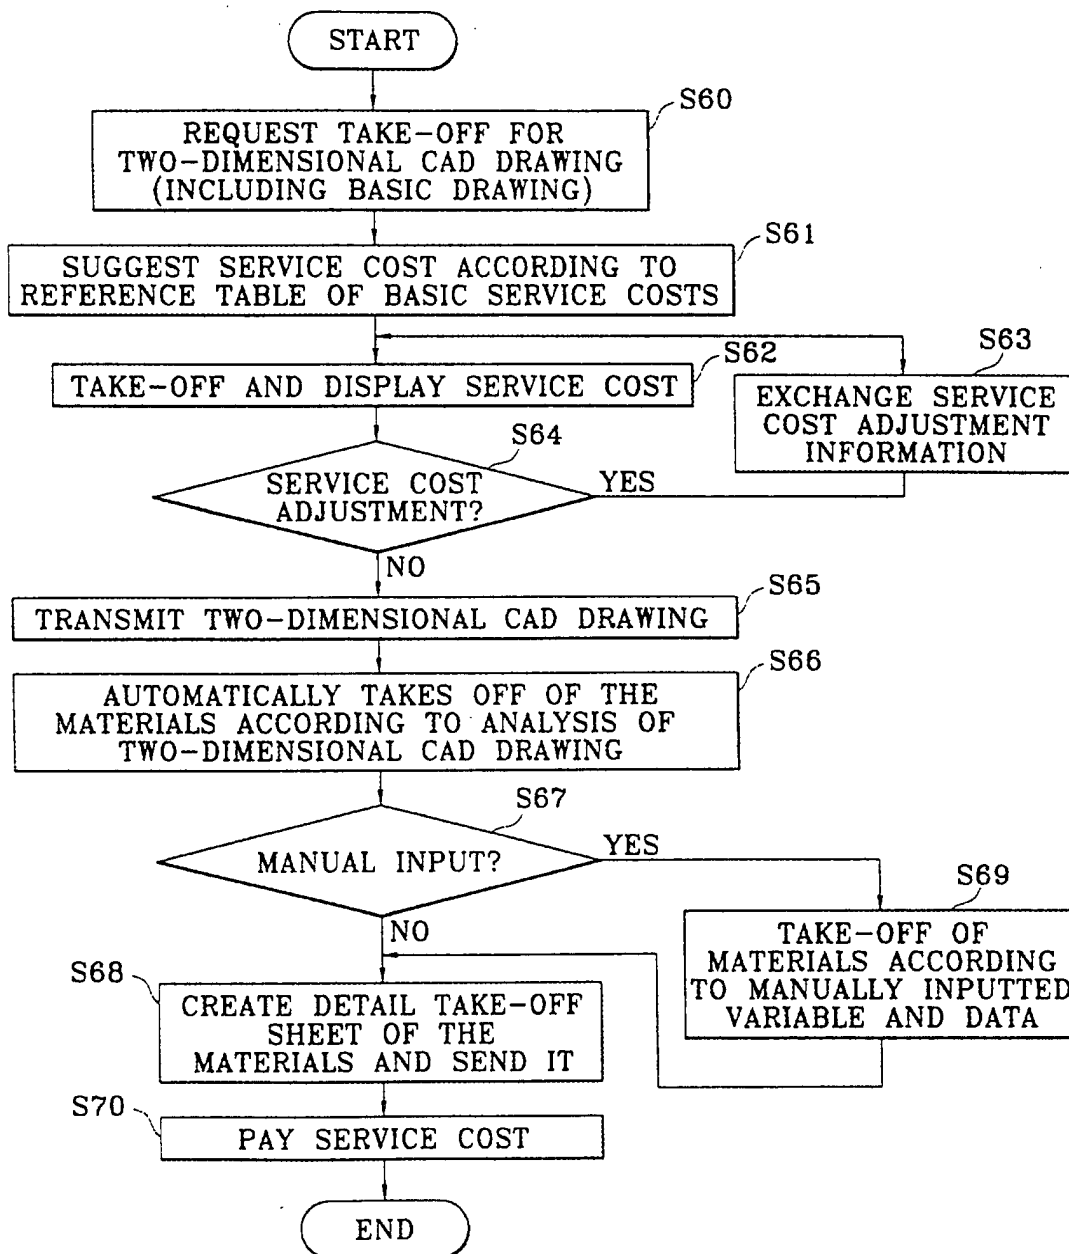 START
S60
REQUEST TAKE-OFF FOR
TWO-DIMENSIONAL CAD DRAWING
(INCLUDING BASIC DRAWING)
S61
SUGGEST SERVICE COST ACCORDING TO
REFERENCE TABLE OF BASIC SERVICE COSTS
S62
TAKE-OFF AND DISPLAY SERVICE COST
S63
EXCHANGE SERVICE
COST ADJUSTMENT
INFORMATION
S64
SERVICE COST
ADJUSTMENT?
YES
NO
S65
TRANSMIT TWO-DIMENSIONAL CAD DRAWING
S66
AUTOMATICALLY TAKES OFF OF THE
MATERIALS ACCORDING TO ANALYSIS OF
TWO-DIMENSIONAL CAD DRAWING
S67
MANUAL INPUT?
YES
NO
S69
TAKE-OFF OF
MATERIALS ACCORDING
TO MANUALLY INPUTTED
VARIABLE AND DATA
S68
CREATE DETAIL TAKE-OFF
SHEET OF THE
MATERIALS AND SEND IT
S70
PAY SERVICE COST
END